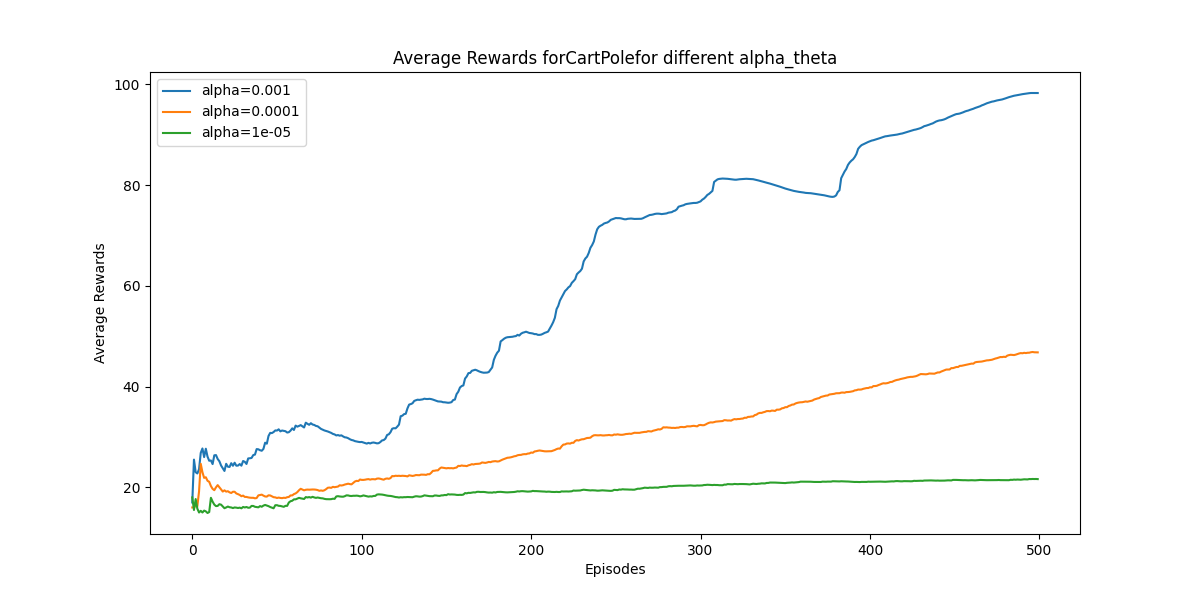 Average Rewards forCartPolefor different alpha_theta
alpha=0.001
alpha=0.0001
alpha=1e-05
Average Rewards
100
80
60
40
20
0
100
200
300
400
500
Episodes